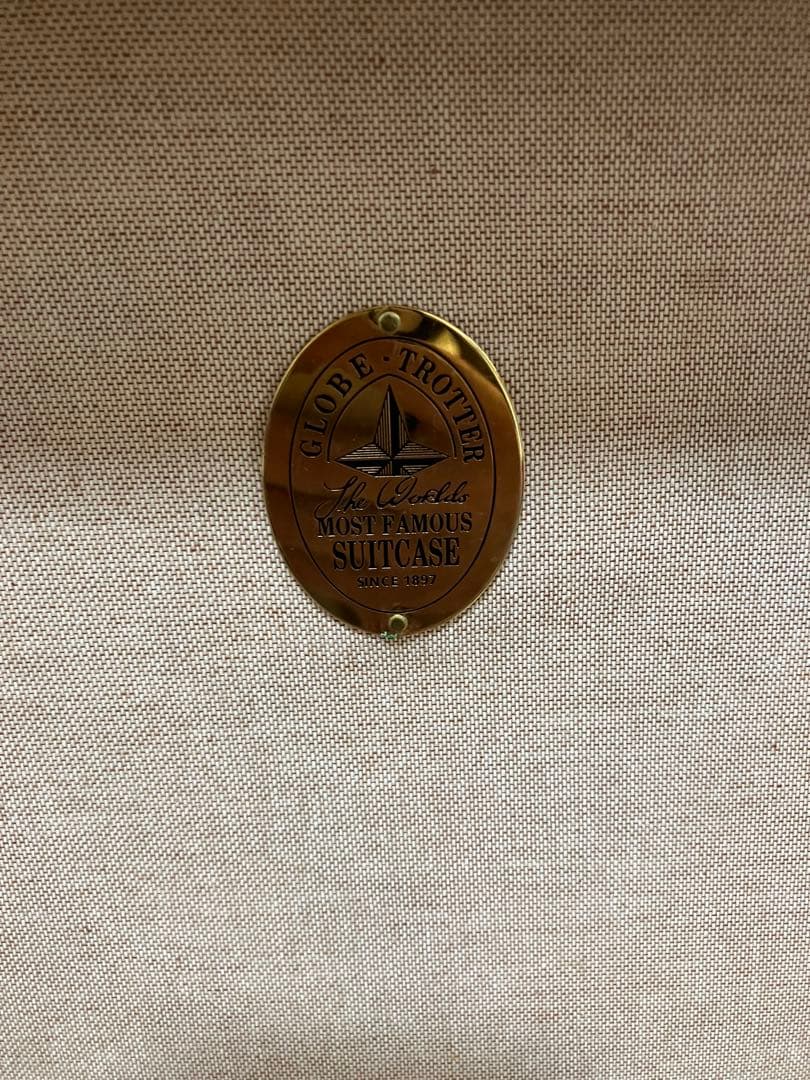 GLOBE · TROTTER
The Worlds
MOST FAMOUS
SUITCASE
SINCE 1897